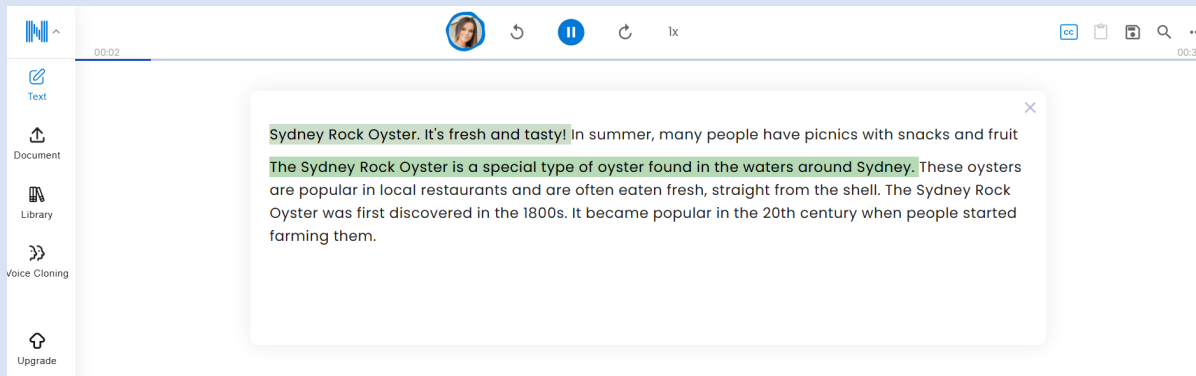 1x
cc
00:02
Text
Document
Library
Voice Cloning
Upgrade
Sydney Rock Oyster. It's fresh and tasty! In summer, many people have picnics with snacks and fruit
The Sydney Rock Oyster is a special type of oyster found in the waters around Sydney. These oysters
are popular in local restaurants and are often eaten fresh, straight from the shell. The Sydney Rock
Oyster was first discovered in the 1800s. It became popular in the 20th century when people started
farming them.